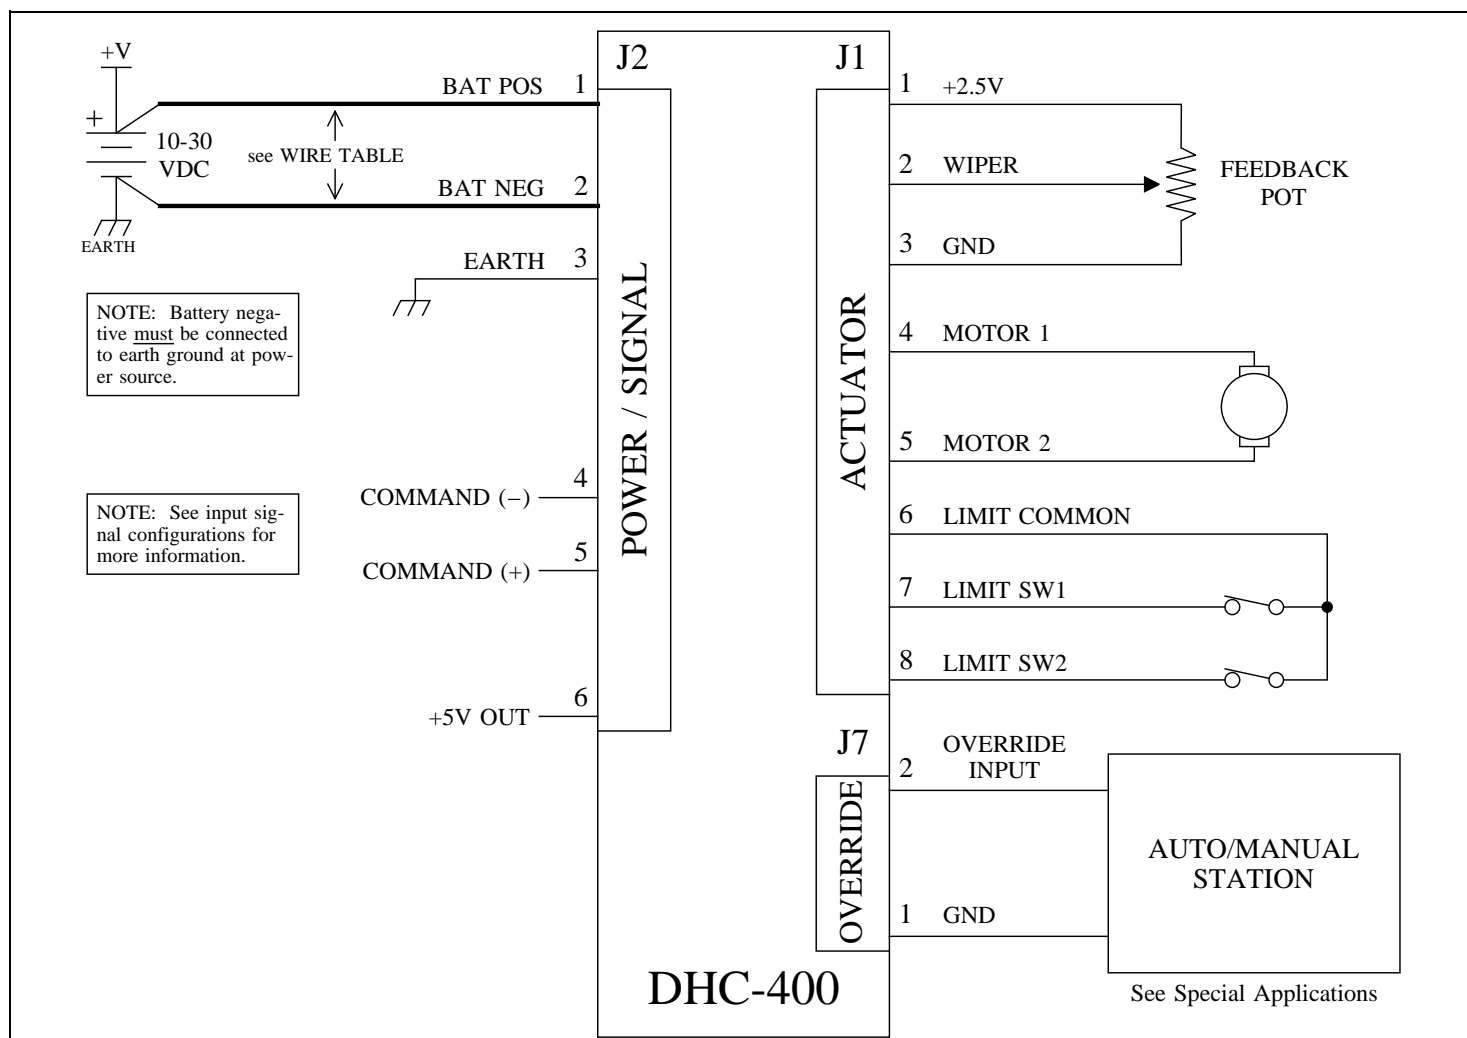 J2
J1
+V
BAT POS 1
+
10-30
VDC
see WIRE TABLE
BAT NEG 2
EARTH
EARTH 3
NOTE: Battery nega-
tive must be connected
to earth ground at pow-
er source.
4
COMMAND (−)
NOTE: See input sig-
nal configurations for
more information.
5
COMMAND (+)
6
+5V OUT
POWER / SIGNAL
ACTUATOR
1 +2.5V
2 WIPER
FEEDBACK
POT
3 GND
4 MOTOR 1
5 MOTOR 2
6 LIMIT COMMON
7 LIMIT SW1
8 LIMIT SW2
J7
OVERRIDE
2 OVERRIDE
INPUT
1 GND
AUTO/MANUAL
STATION
See Special Applications
DHC-400